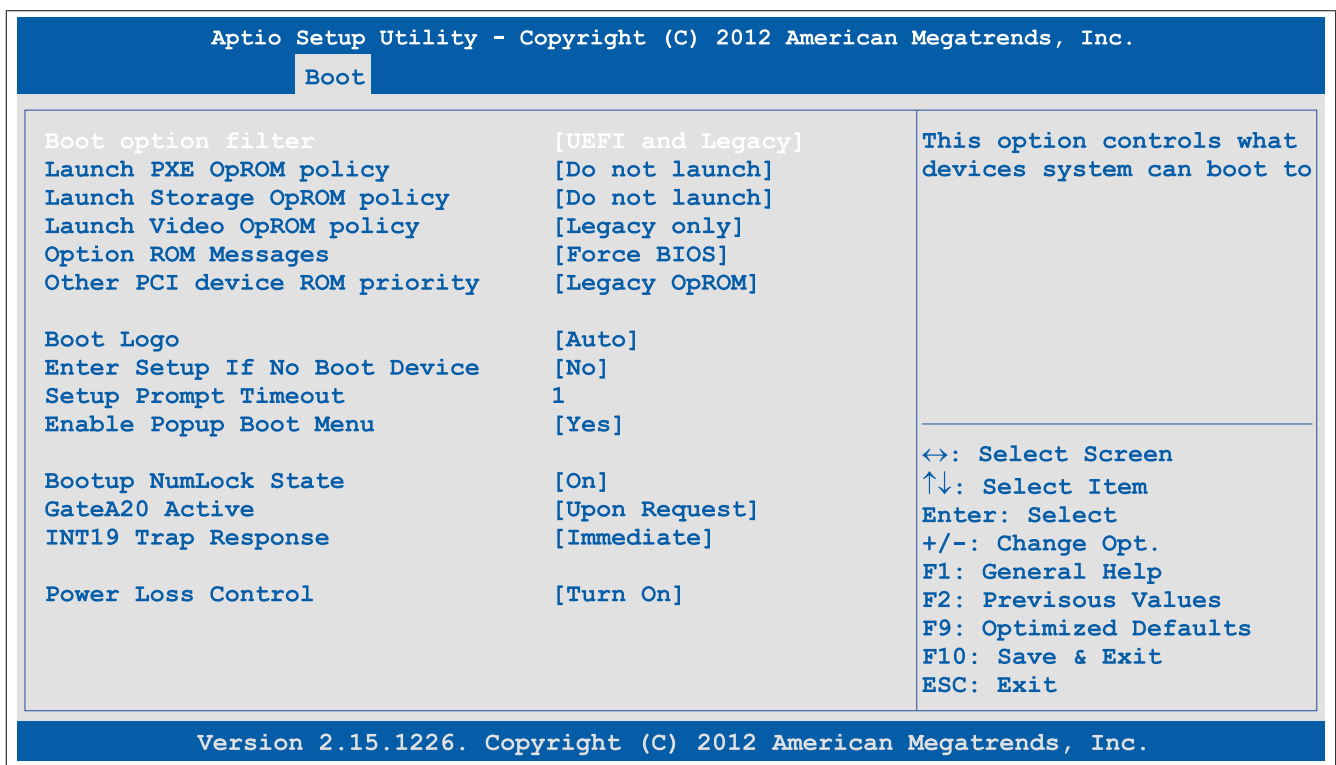 Aptio Setup Utility - Copyright (C) 2012 American Megatrends, Inc.
Boot
Boot option filter [UEFI and Legacy]
Launch PXE OpROM policy [Do not launch]
Launch Storage OpROM policy [Do not launch]
Launch Video OpROM policy [Legacy only]
Option ROM Messages [Force BIOS]
Other PCI device ROM priority [Legacy OpROM]
Boot Logo [Auto]
Enter Setup If No Boot Device [No]
Setup Prompt Timeout 1
Enable Popup Boot Menu [Yes]
Bootup NumLock State [On]
GateA20 Active [Upon Request]
INT19 Trap Response [Immediate]
Power Loss Control [Turn On]
This option controls what
devices system can boot to
↔: Select Screen
↑↓: Select Item
Enter: Select
+/-: Change Opt.
F1: General Help
F2: Previsous Values
F9: Optimized Defaults
F10: Save & Exit
ESC: Exit
Version 2.15.1226. Copyright (C) 2012 American Megatrends, Inc.